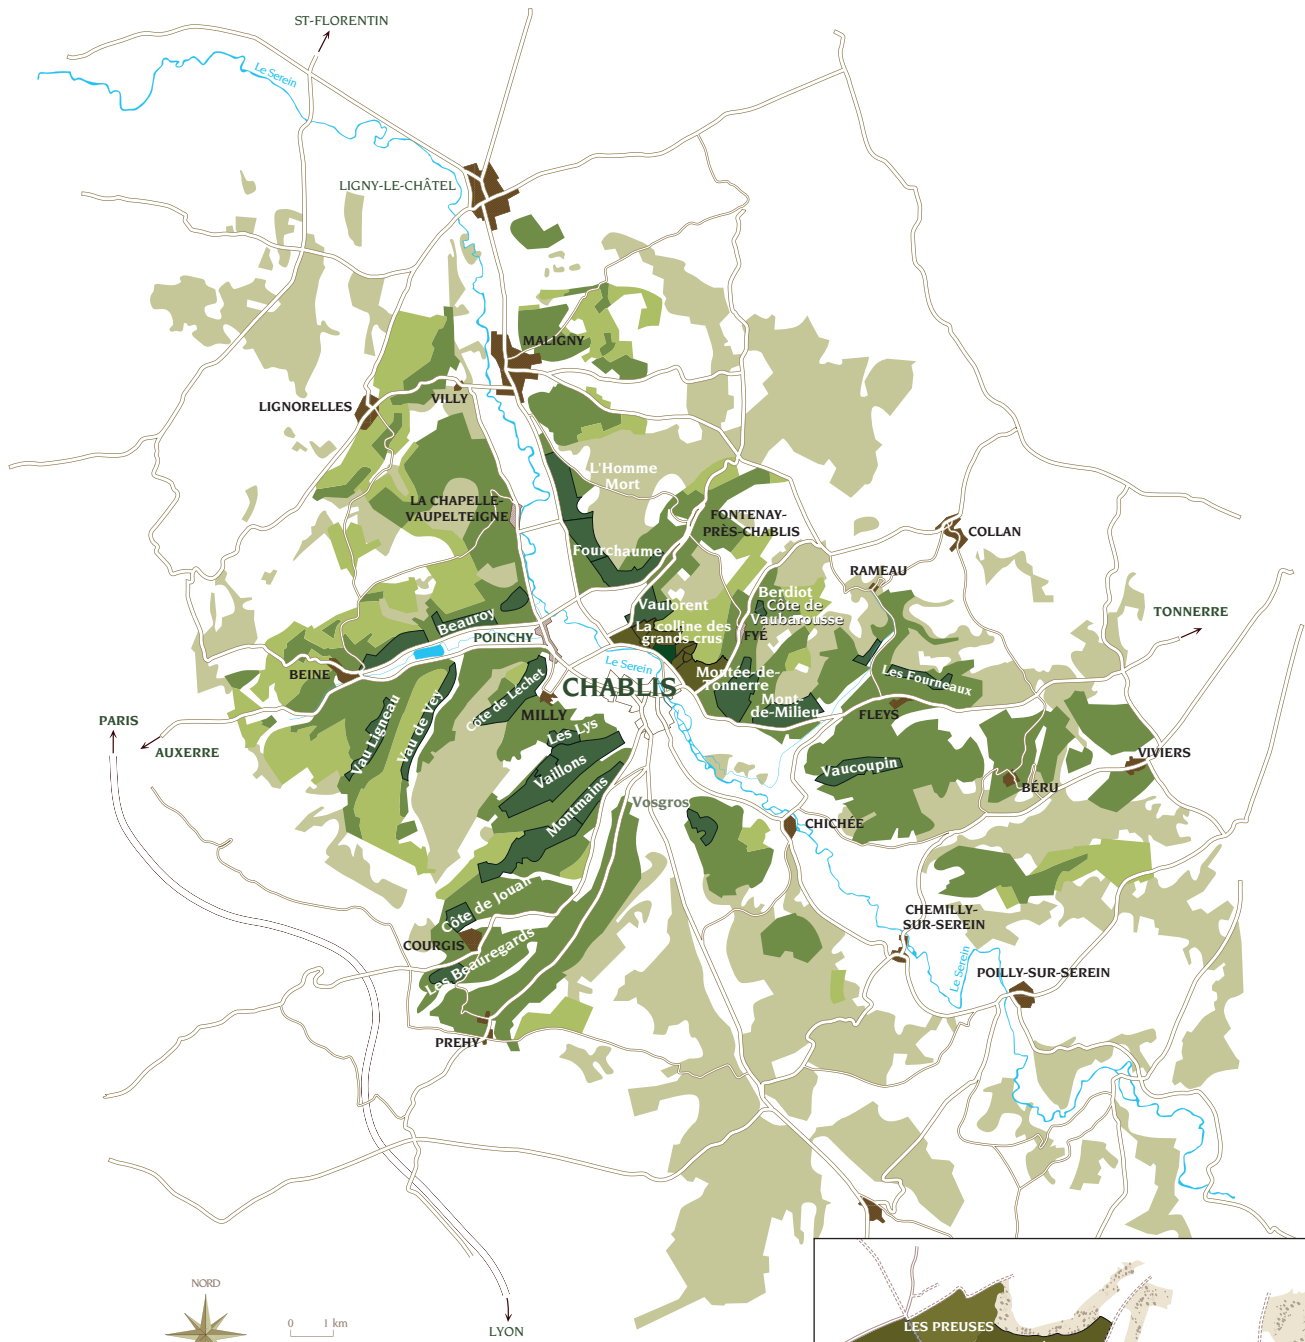 ST-FLORENTIN
Le Serein
LIGNY-LE-CHÂTEL
MALIGNY
VILLY
LIGNORELLES
L'Homme
Mort
LA CHAPELLE-
VAUPELTEIGNE
FONTENAY-
PRÈS-CHABLIS
COLLAN
Fourchaume
RAMEAU
Berdiot
Côte de
Vaubarousse
TONNERRE
Vaulorent
Beauroy
POINCHY
La colline des
grands crus
FYÉ
Le Serein
BEINE
CHABLIS
Montée-de-
Tonnerre
Les Fourneaux
Côte de Léchet
MILLY
Mont-
de-Milieu
FLEYS
PARIS
AUXERRE
Vau Ligneau
Vau de Vey
Les Lys
Vaillons
Vaucoupin
VIVIERS
BÉRU
Montmains
Vosgros
CHICHÉE
Côte de Jouan
COURGIS
CHEMILLY-
SUR-SEREIN
Les Beauregards
Le Serein
POILLY-SUR-SEREIN
PREHY
NORD
0 1 km
LYON
LES PREUSES